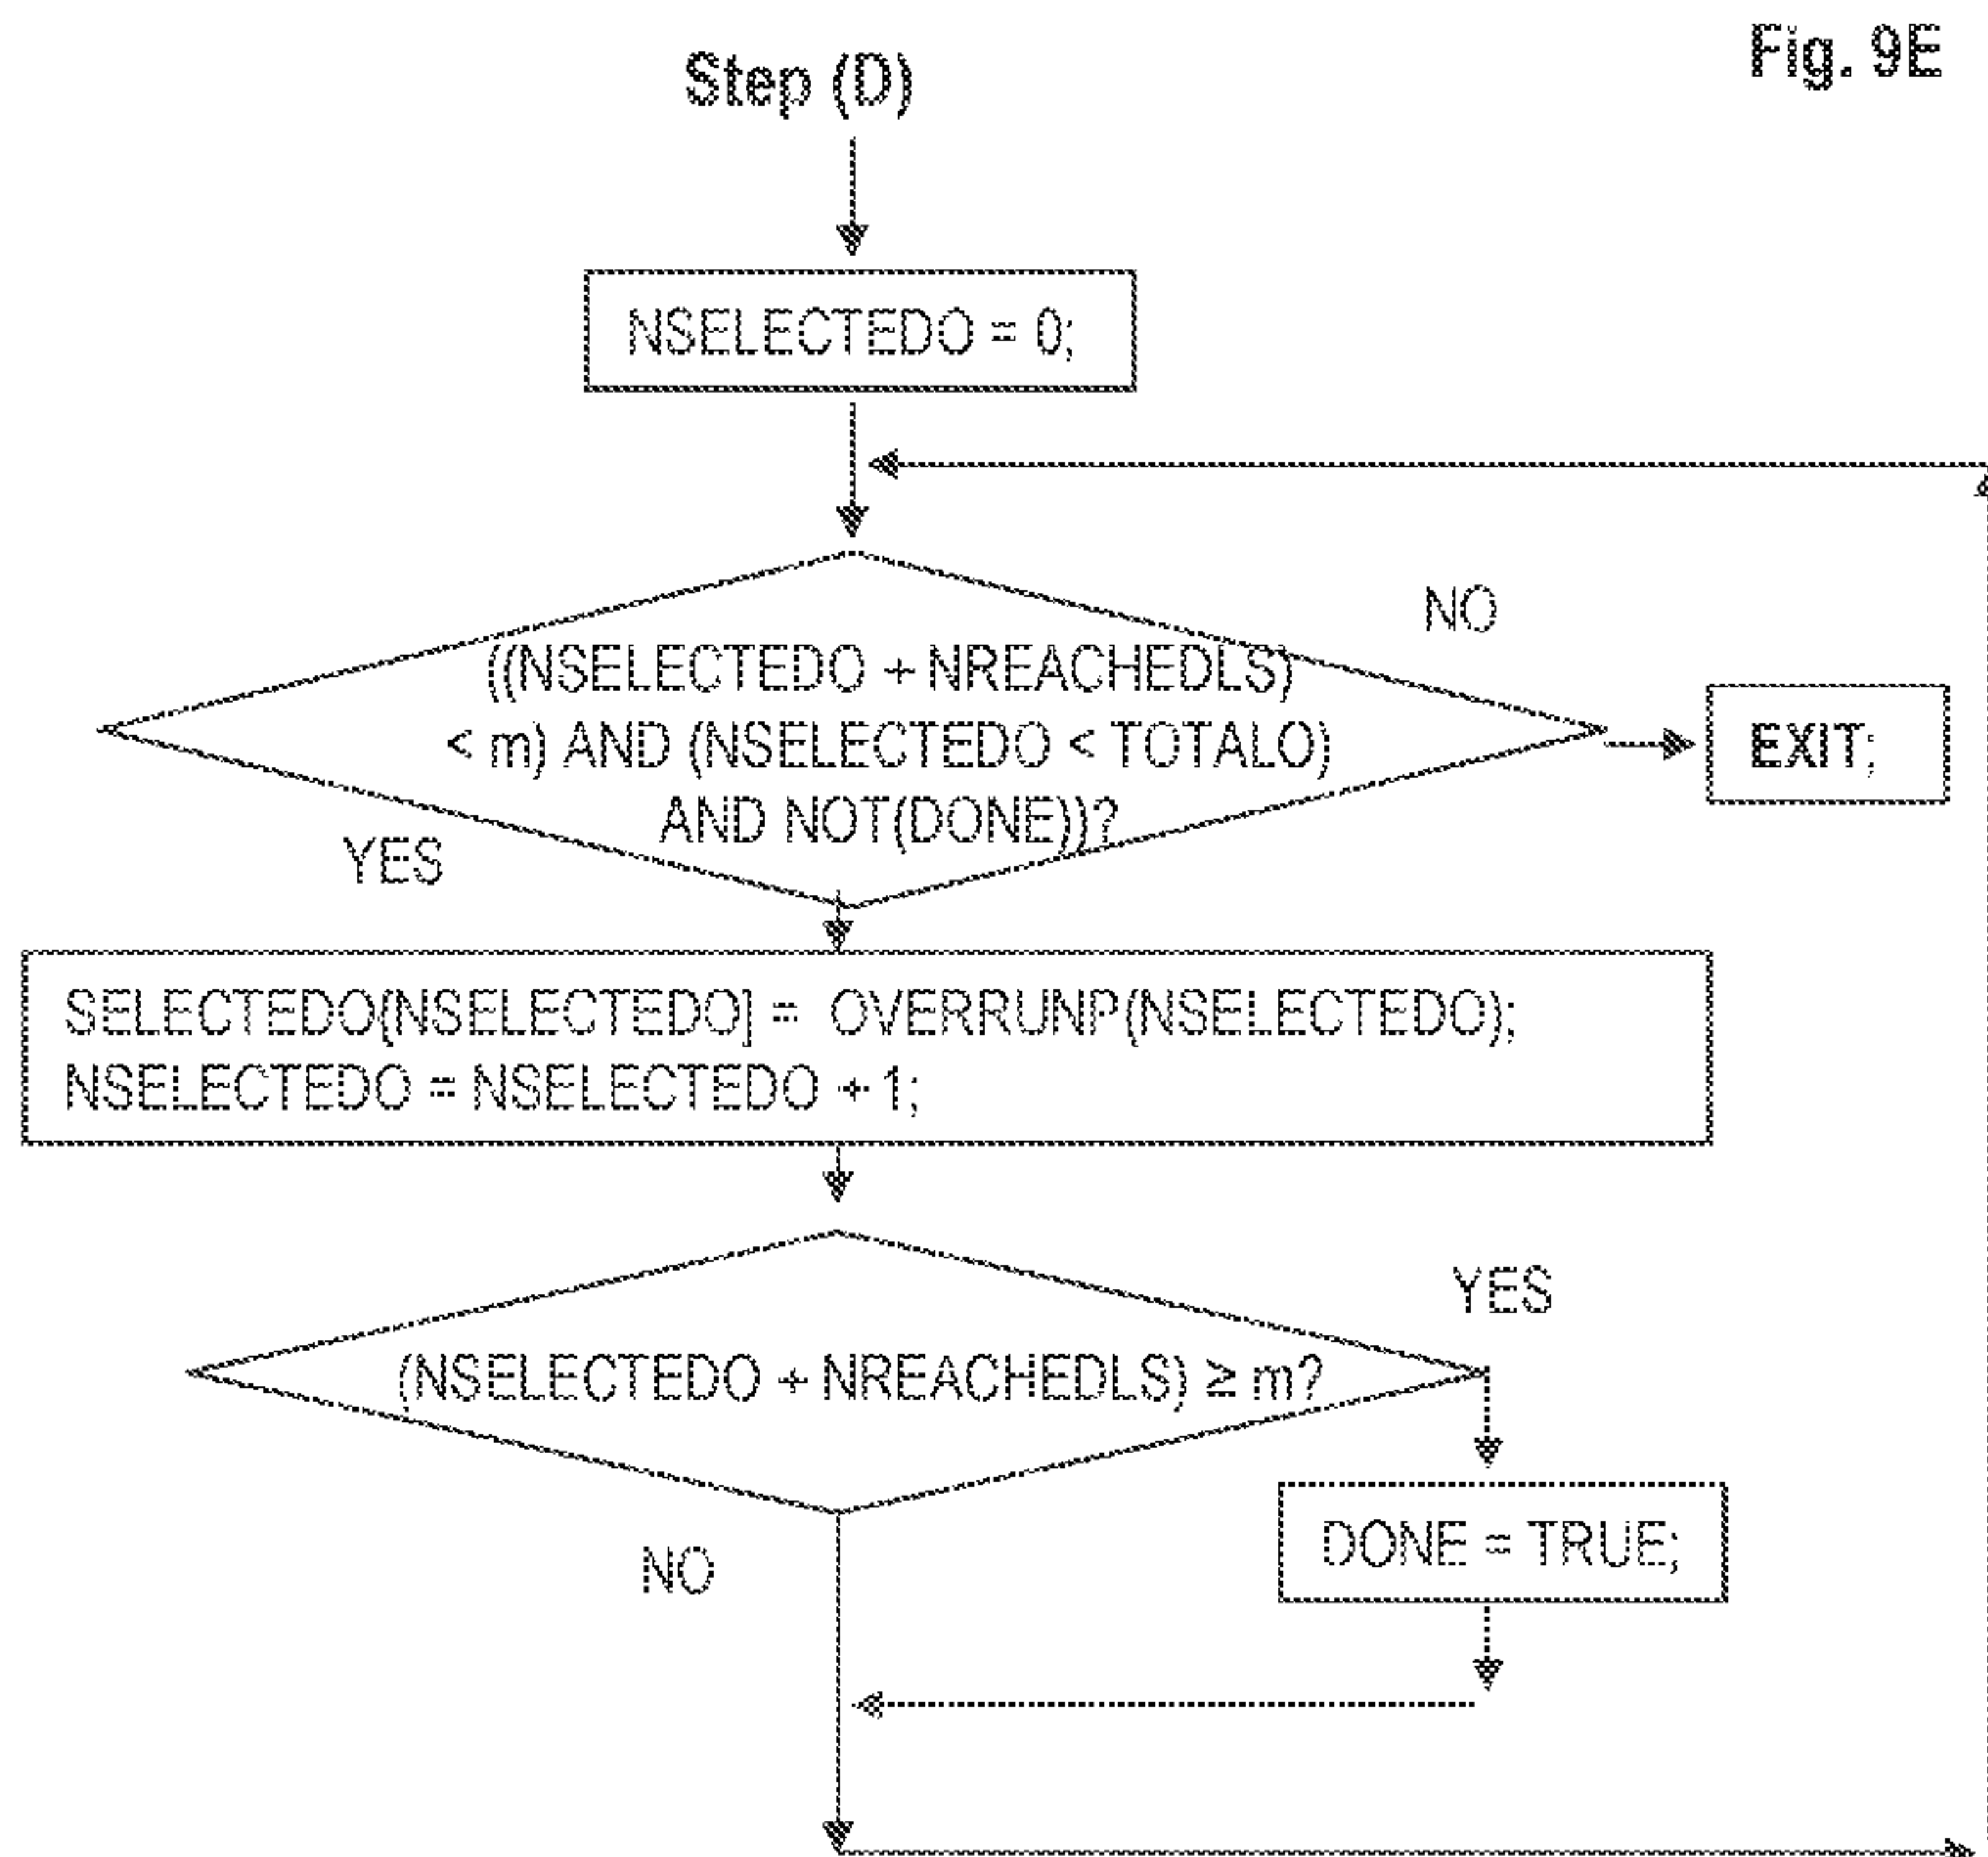 Fig. 9E
Step (D)
NSELECTEDO = 0;
NO
((NSELECTEDO + NREACHEDLS)
< m) AND (NSELECTEDO < TOTALO)
AND NOT(DONE))?
EXIT;
YES
SELECTEDO[NSELECTEDO] = OVERRUNP(NSELECTEDO);
NSELECTEDO = NSELECTEDO + 1;
YES
(NSELECTEDO + NREACHEDLS) ≥ m?
DONE = TRUE;
NO